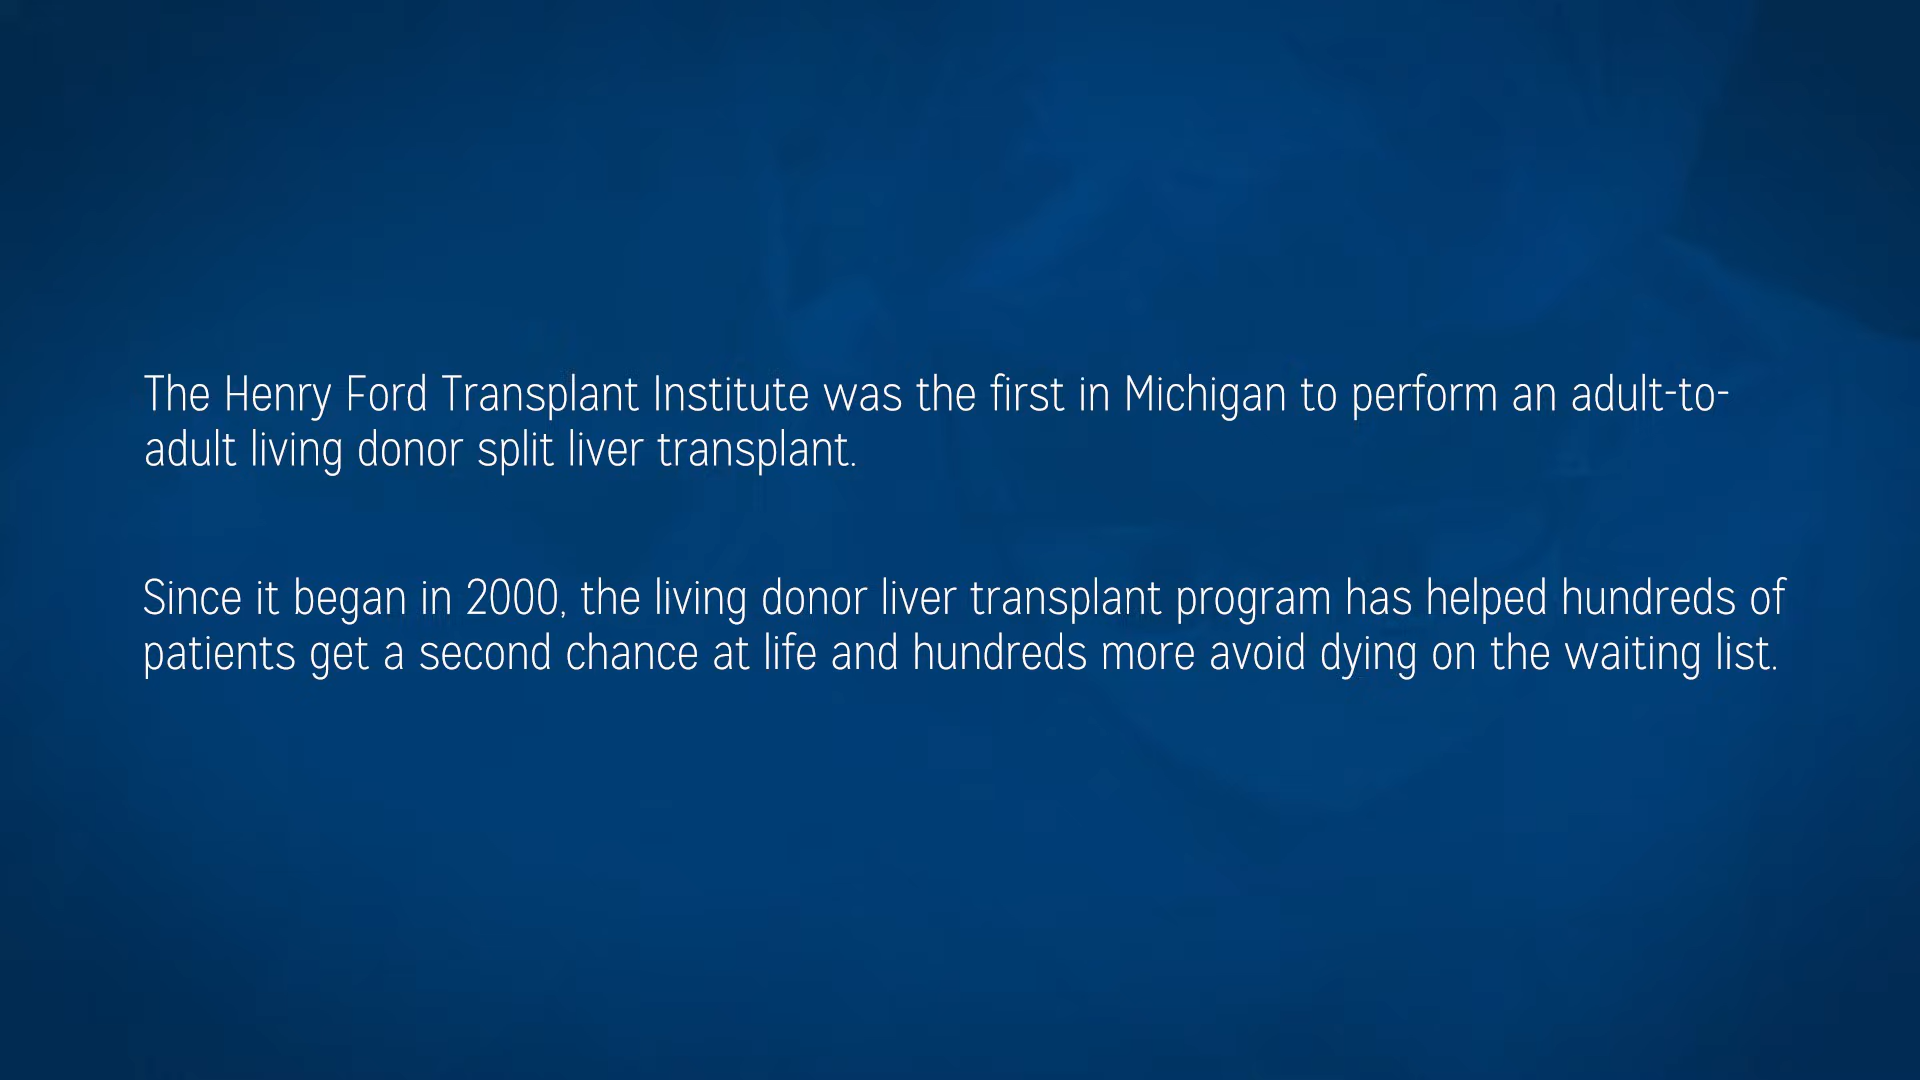 The Henry Ford Transplant Institute was the first in Michigan to perform an adult-to-
adult living donor split liver transplant.
Since it began in 2000, the living donor liver transplant program has helped hundreds of
patients get a second chance at life and hundreds more avoid dying on the waiting list.